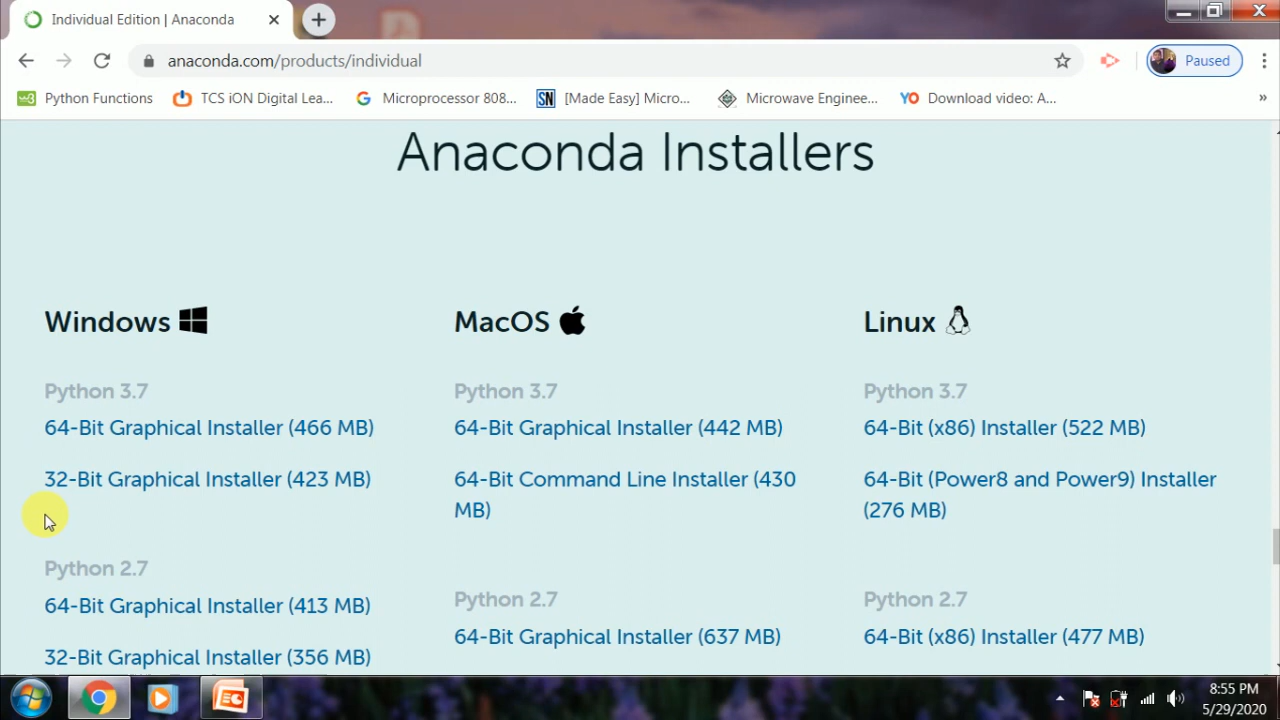 Individual Edition | Anaconda
anaconda.com/products/individual
Paused
Python Functions
TCS iON Digital Lea...
Microprocessor 808...
[Made Easy] Micro...
Microwave Enginee...
Download video: A...
Anaconda Installers
Windows
Python 3.7
64-Bit Graphical Installer (466 MB)
32-Bit Graphical Installer (423 MB)
Python 2.7
64-Bit Graphical Installer (413 MB)
32-Bit Graphical Installer (356 MB)
MacOS
Python 3.7
64-Bit Graphical Installer (442 MB)
64-Bit Command Line Installer (430
MB)
Python 2.7
64-Bit Graphical Installer (637 MB)
Linux
Python 3.7
64-Bit (x86) Installer (522 MB)
64-Bit (Power8 and Power9) Installer
(276 MB)
Python 2.7
64-Bit (x86) Installer (477 MB)
8:55 PM
5/29/2020